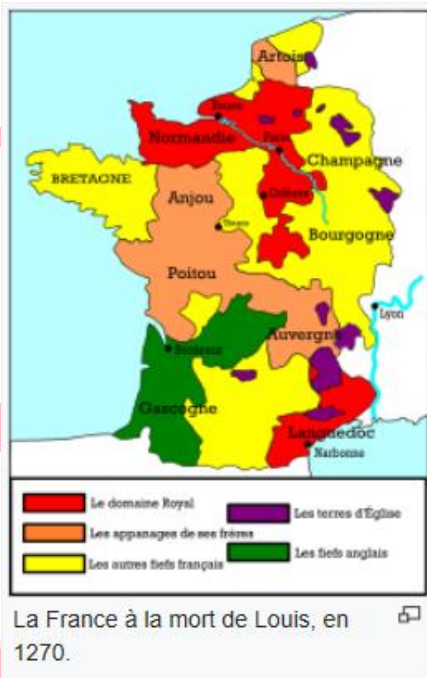 Artois
Rouen
Normandie
Paris
Champagne
BRETAGNE
Anjou
Orléans
Tours
Bourgogne
Poitou
Lyon
Auvergne
Bordeaux
Gascogne
Languedoc
Narbonne
Le domaine Royal
Les terres d'Église
Les appanages de ses fréres
Les fiefs anglais
Les autres fiefs français
La France à la mort de Louis, en
1270.